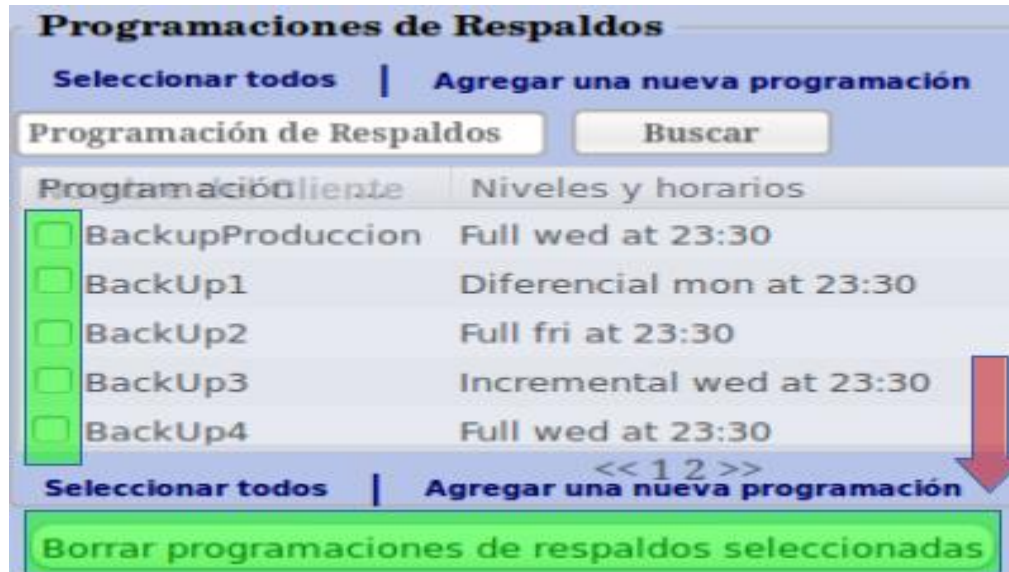 Programaciones de Respaldos
Seleccionar todos | Agregar una nueva programación
Programación de Respaldos Buscar
Programación Cliente Niveles y horarios
BackupProduccion Full wed at 23:30
BackUp1 Diferencial mon at 23:30
BackUp2 Full fri at 23:30
BackUp3 Incremental wed at 23:30
BackUp4 Full wed at 23:30
<< 1 2 >>
Seleccionar todos | Agregar una nueva programación
Borrar programaciones de respaldos seleccionadas